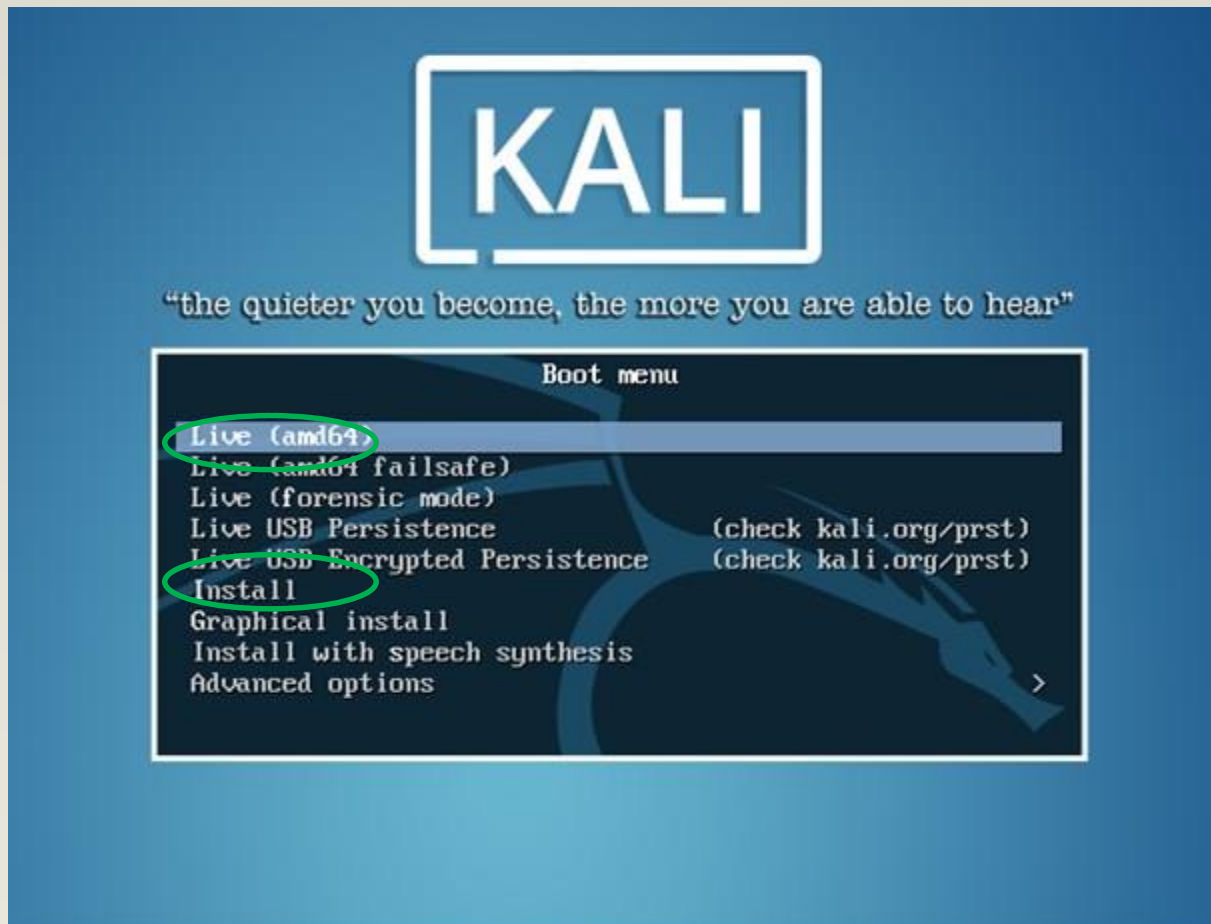 KALI
“the quieter you become, the more you are able to hear”
Boot menu
Live (amd64)
Live (amd64 failsafe)
Live (forensic mode)
Live USB Persistence (check kali.org/prst)
Live USB Encrypted Persistence (check kali.org/prst)
Install
Graphical install
Install with speech synthesis
Advanced options >